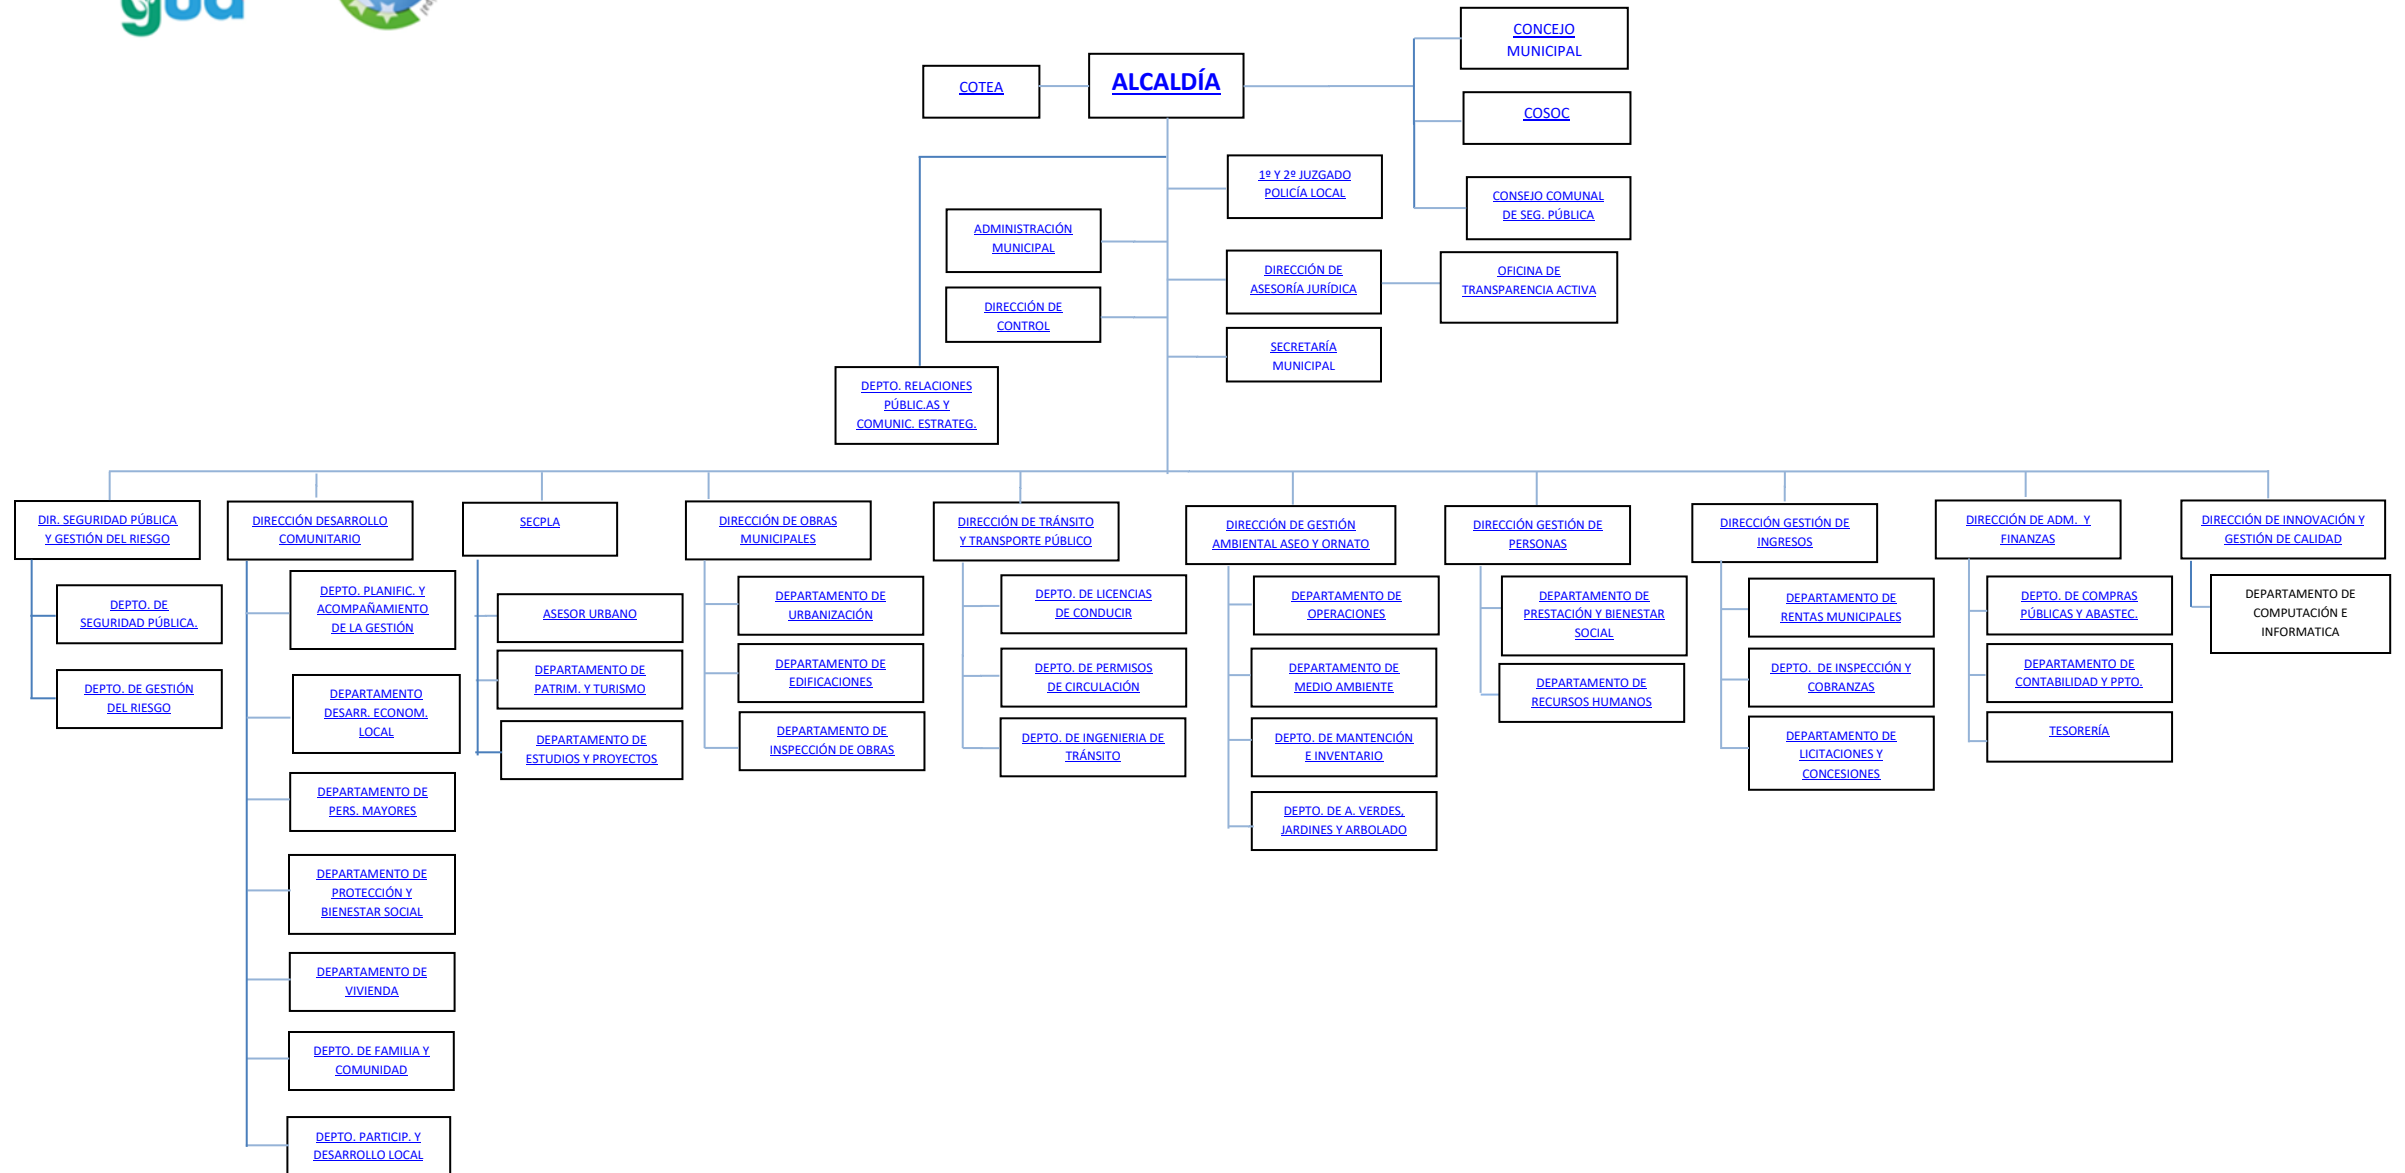 CONCEJO
MUNICIPAL
COTEA
ALCALDÍA
COSOC
1º Y 2º JUZGADO
POLICÍA LOCAL
CONSEJO COMUNAL
DE SEG. PÚBLICA
ADMINISTRACIÓN
MUNICIPAL
DIRECCIÓN DE
ASESORÍA JURÍDICA
OFICINA DE
TRANSPARENCIA ACTIVA
DIRECCIÓN DE
CONTROL
SECRETARÍA
MUNICIPAL
DEPTO. RELACIONES
PÚBLIC.AS Y
COMUNIC. ESTRATEG.
DIR. SEGURIDAD PÚBLICA
Y GESTIÓN DEL RIESGO
DEPTO. DE
SEGURIDAD PÚBLICA.
DEPTO. DE GESTIÓN
DEL RIESGO
DIRECCIÓN DESARROLLO
COMUNITARIO
DEPTO. PLANIFIC. Y
ACOMPAÑAMIENTO
DE LA GESTIÓN
DEPARTAMENTO
DESARR. ECONOM.
LOCAL
DEPARTAMENTO DE
PERS. MAYORES
DEPARTAMENTO DE
PROTECCIÓN Y
BIENESTAR SOCIAL
DEPARTAMENTO DE
VIVIENDA
DEPTO. DE FAMILIA Y
COMUNIDAD
DEPTO. PARTICIP. Y
DESARROLLO LOCAL
SECPLA
ASESOR URBANO
DEPARTAMENTO DE
PATRIM. Y TURISMO
DEPARTAMENTO DE
ESTUDIOS Y PROYECTOS
DIRECCIÓN DE OBRAS
MUNICIPALES
DEPARTAMENTO DE
URBANIZACIÓN
DEPARTAMENTO DE
EDIFICACIONES
DEPARTAMENTO DE
INSPECCIÓN DE OBRAS
DIRECCIÓN DE TRÁNSITO
Y TRANSPORTE PÚBLICO
DEPTO. DE LICENCIAS
DE CONDUCIR
DEPTO. DE PERMISOS
DE CIRCULACIÓN
DEPTO. DE INGENIERIA DE
TRÁNSITO
DIRECCIÓN DE GESTIÓN
AMBIENTAL ASEO Y ORNATO
DEPARTAMENTO DE
OPERACIONES
DEPARTAMENTO DE
MEDIO AMBIENTE
DEPTO. DE MANTENCIÓN
E INVENTARIO
DEPTO. DE A. VERDES,
JARDINES Y ARBOLADO
DIRECCIÓN GESTIÓN DE
PERSONAS
DEPARTAMENTO DE
PRESTACIÓN Y BIENESTAR
SOCIAL
DEPARTAMENTO DE
RECURSOS HUMANOS
DIRECCIÓN GESTIÓN DE
INGRESOS
DEPARTAMENTO DE
RENTAS MUNICIPALES
DEPTO. DE INSPECCIÓN Y
COBRANZAS
DEPARTAMENTO DE
LICITACIONES Y
CONCESIONES
DIRECCIÓN DE ADM. Y
FINANZAS
DEPTO. DE COMPRAS
PÚBLICAS Y ABASTEC.
DEPARTAMENTO DE
CONTABILIDAD Y PPTO.
TESORERÍA
DIRECCIÓN DE INNOVACIÓN Y
GESTIÓN DE CALIDAD
DEPARTAMENTO DE
COMPUTACIÓN E
INFORMATICA